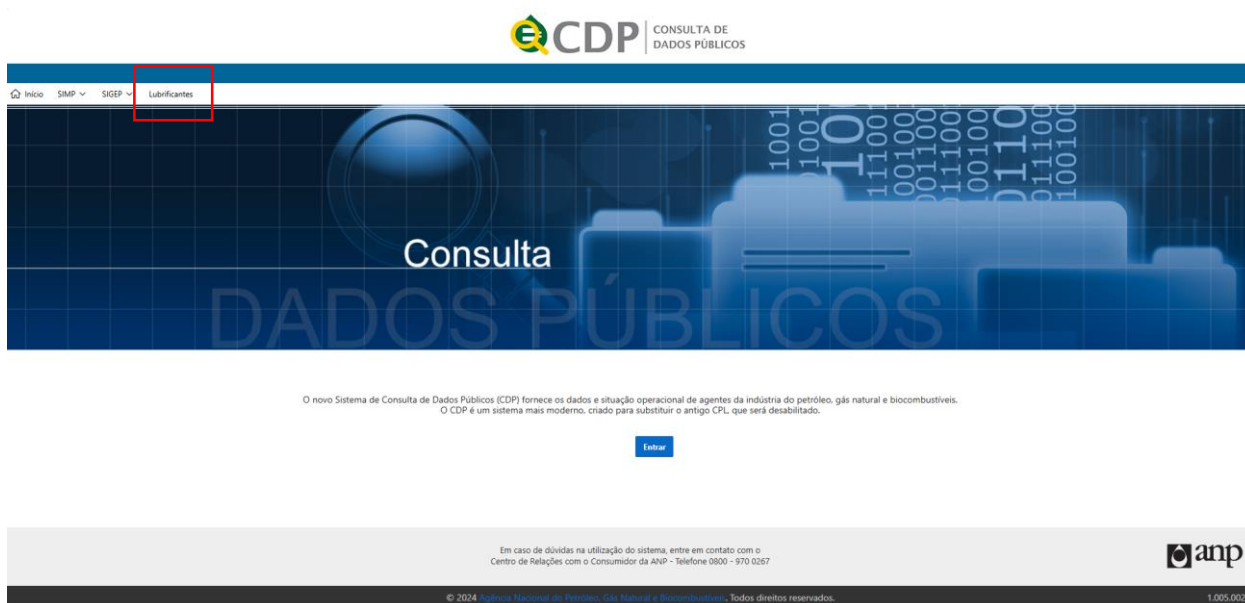 CDP CONSULTA DE
DADOS PÚBLICOS
Início SIMP SIGEP Lubrificantes
Consulta
DADOS PÚBLICOS
O novo Sistema de Consulta de Dados Públicos (CDP) fornece os dados e situação operacional de agentes da indústria do petróleo, gás natural e biocombustíveis.
O CDP é um sistema mais moderno, criado para substituir o antigo CPL, que será desabilitado.
Entrar
Em caso de dúvidas na utilização do sistema, entre em contato com o
Centro de Relações com o Consumidor da ANP - Telefone 0800 - 970 0267
anp
© 2024 Agência Nacional do Petróleo, Gás Natural e Biocombustíveis, Todos direitos reservados. 1.005.002